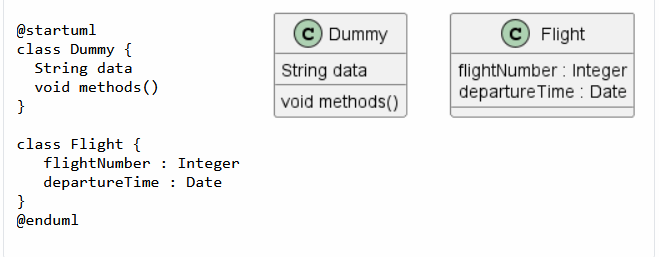 @startuml
class Dummy {
  String data
  void methods()
}

class Flight {
   flightNumber : Integer
   departureTime : Date
}
@enduml
C Dummy
String data
void methods()
C Flight
flightNumber : Integer
departureTime : Date